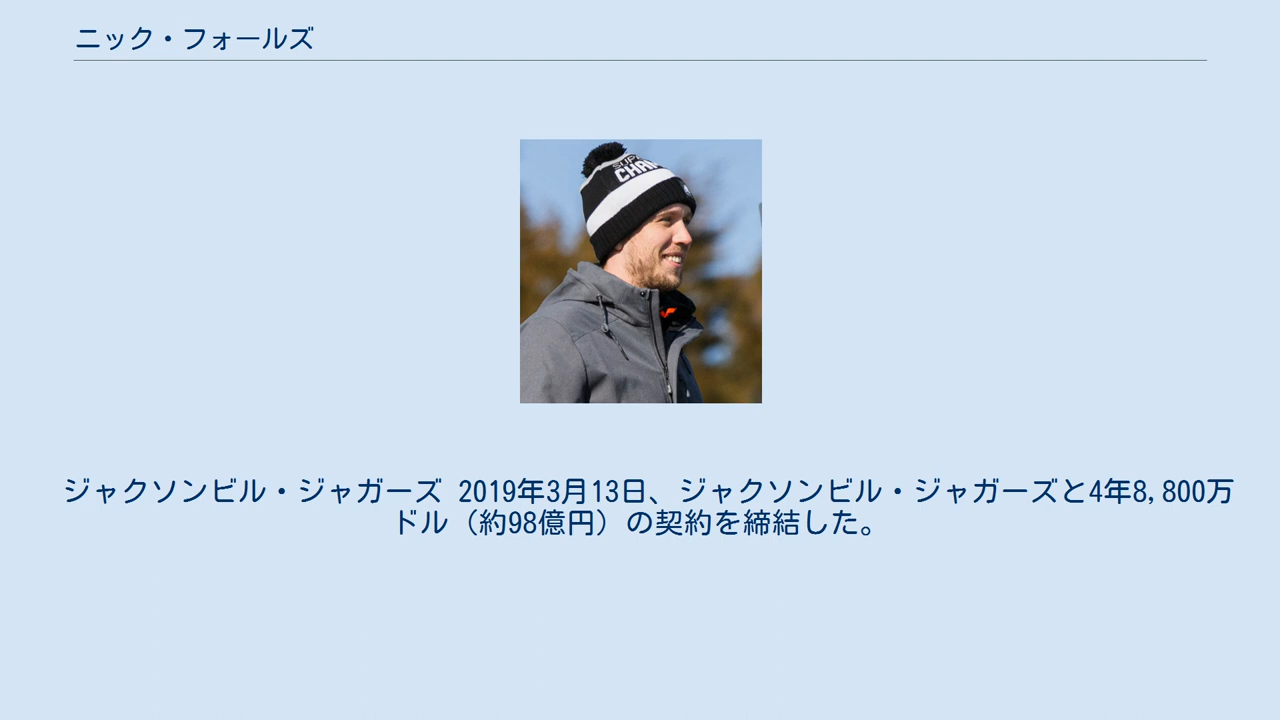 ニック・フォールズ
CHAM
ジャクソンビル・ジャガーズ 2019年3月13日、ジャクソンビル・ジャガーズと4年8,800万
ドル（約98億円）の契約を締結した。